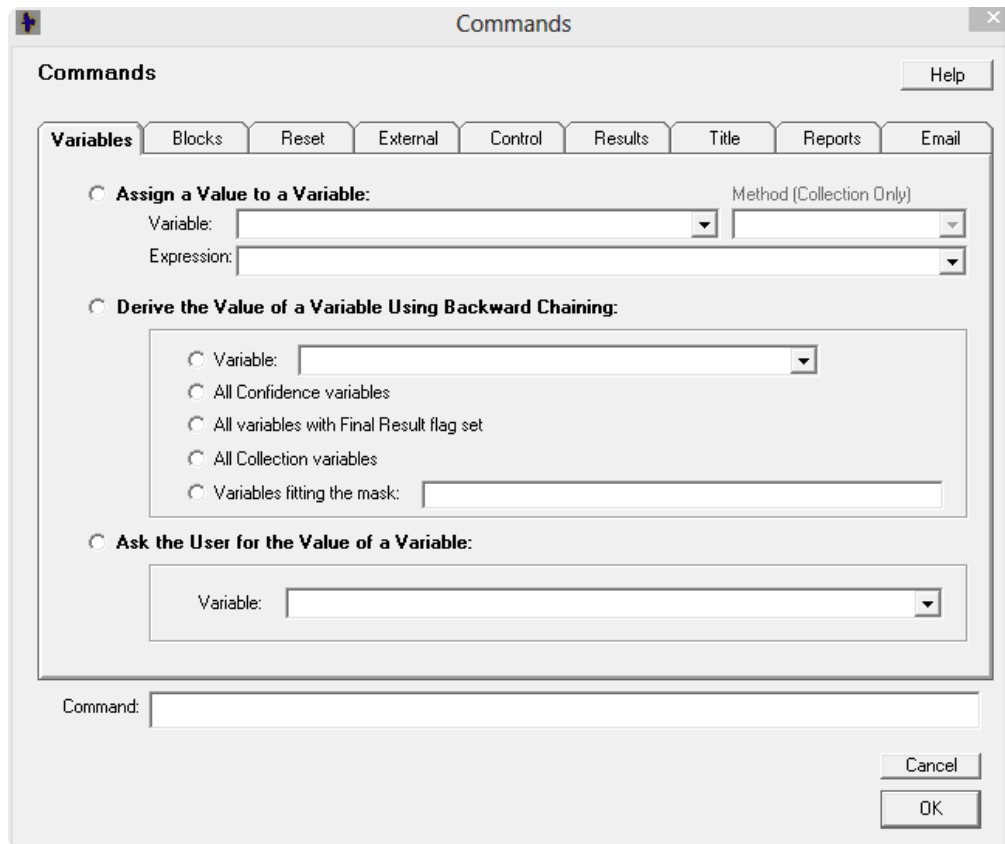 Commands
Commands
Help
Variables Blocks Reset External Control Results Title Reports Email
Assign a Value to a Variable: Method (Collection Only)
Variable:
Expression:
Derive the Value of a Variable Using Backward Chaining:
Variable:
All Confidence variables
All variables with Final Result flag set
All Collection variables
Variables fitting the mask:
Ask the User for the Value of a Variable:
Variable:
Command:
Cancel
OK